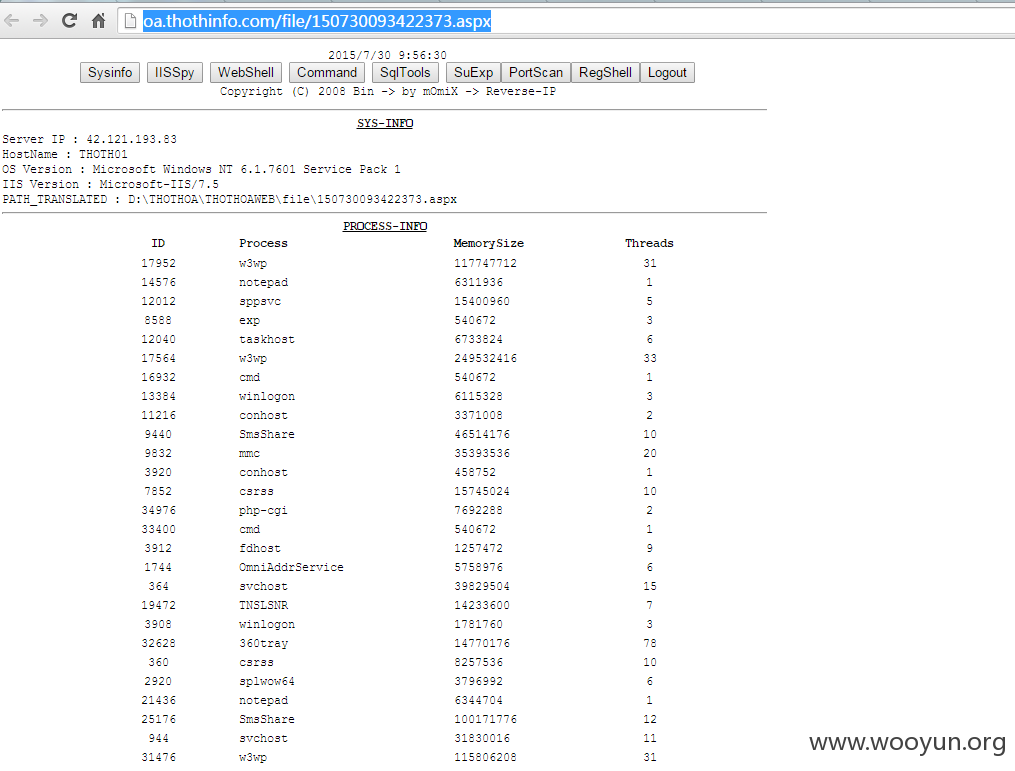 oa.thothinfo.com/file/150730093422373.aspx
2015/7/30 9:56:30
Sysinfo IISSpy WebShell Command SqlTools SuExp PortScan RegShell Logout
Copyright (C) 2008 Bin -> by mOmiX -> Reverse-IP
SYS-INFO
Server IP : 42.121.193.83
HostName : THOTH01
OS Version : Microsoft Windows NT 6.1.7601 Service Pack 1
IIS Version : Microsoft-IIS/7.5
PATH_TRANSLATED : D:\THOTHOA\THOTHOAWEB\file\150730093422373.aspx
PROCESS-INFO
ID Process MemorySize Threads
17952 w3wp 117747712 31
14576 notepad 6311936 1
12012 sppsvc 15400960 5
8588 exp 540672 3
12040 taskhost 6733824 6
17564 w3wp 249532416 33
16932 cmd 540672 1
13384 winlogon 6115328 3
11216 conhost 3371008 2
9440 SmsShare 46514176 10
9832 mmc 35393536 20
3920 conhost 458752 1
7852 csrss 15745024 10
34976 php-cgi 7692288 2
33400 cmd 540672 1
3912 fdhost 1257472 9
1744 OmniAddrService 5758976 6
364 svchost 39829504 15
19472 TNSLSNR 14233600 7
3908 winlogon 1781760 3
32628 360tray 14770176 78
360 csrss 8257536 10
2920 splwow64 3796992 6
21436 notepad 6344704 1
25176 SmsShare 100171776 12
944 svchost 31830016 11
31476 w3wp 115806208 31
www.wooyun.org